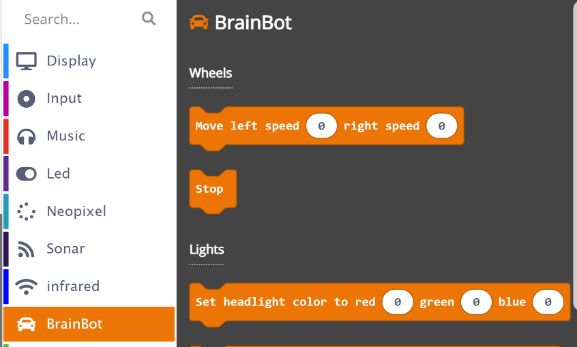 Search...
Display
Input
Music
Led
Neopixel
Sonar
infrared
BrainBot
BrainBot
Wheels
Move left speed 0 right speed 0
Stop
Lights
Set headlight color to red 0 green 0 blue 0